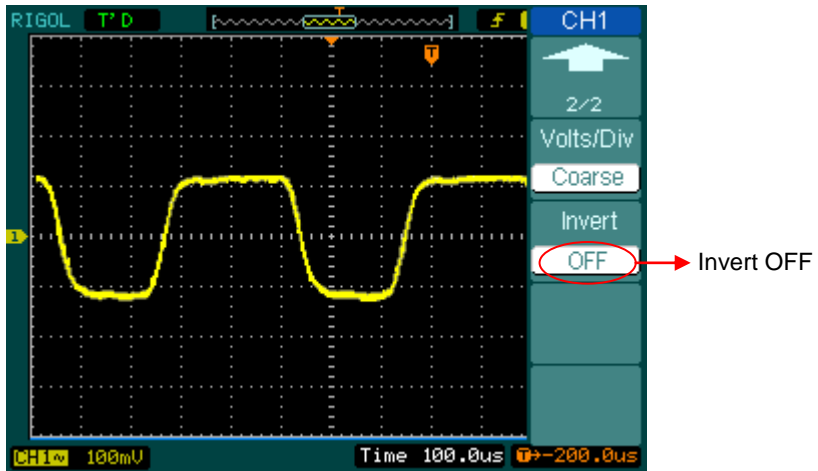 RIGOL T'D T f CH1
T
2/2
Volts/Div
Coarse
Invert
1
OFF Invert OFF
CH1~ 100mV Time 100.0us T→-200.0us